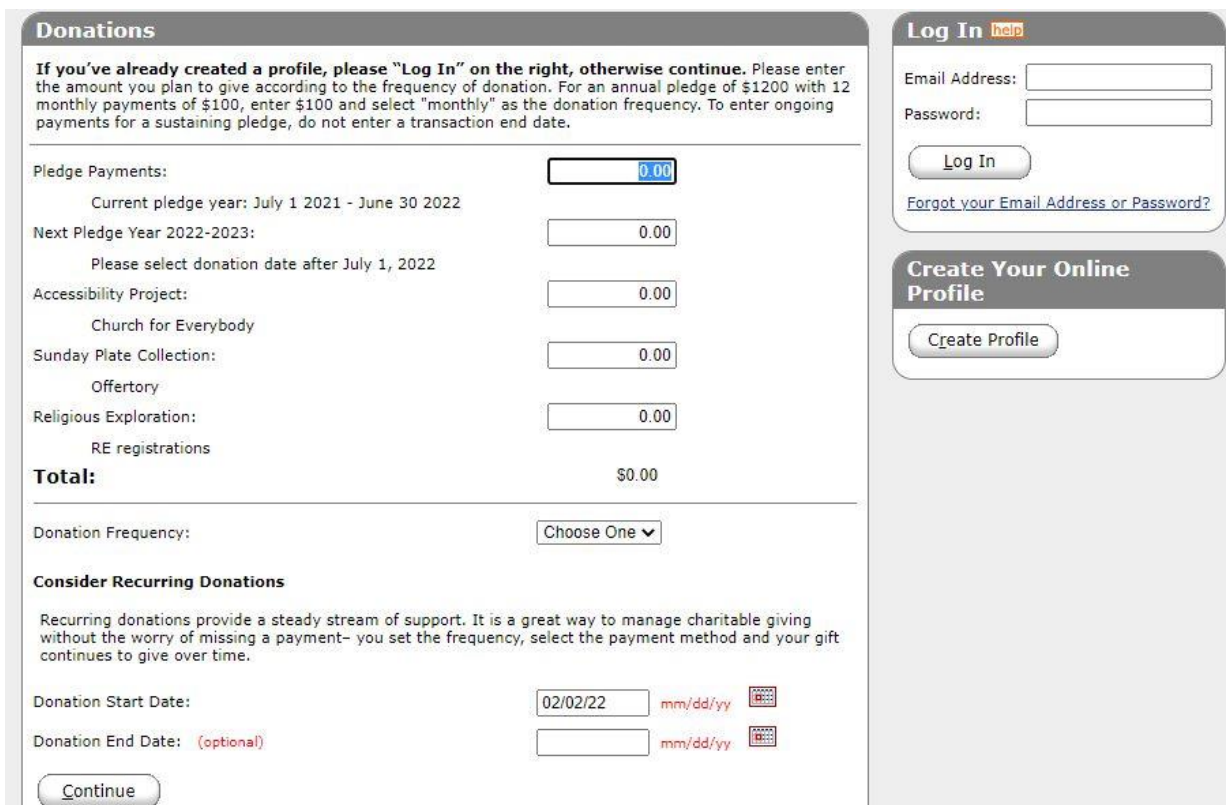 Donations
If you’ve already created a profile, please “Log In” on the right, otherwise continue. Please enter
the amount you plan to give according to the frequency of donation. For an annual pledge of $1200 with 12
monthly payments of $100, enter $100 and select "monthly" as the donation frequency. To enter ongoing
payments for a sustaining pledge, do not enter a transaction end date.
Pledge Payments: 0.00
Current pledge year: July 1 2021 - June 30 2022
Next Pledge Year 2022-2023: 0.00
Please select donation date after July 1, 2022
Accessibility Project: 0.00
Church for Everybody
Sunday Plate Collection: 0.00
Offertory
Religious Exploration: 0.00
RE registrations
Total: $0.00
Donation Frequency: Choose One
Consider Recurring Donations
Recurring donations provide a steady stream of support. It is a great way to manage charitable giving
without the worry of missing a payment– you set the frequency, select the payment method and your gift
continues to give over time.
Donation Start Date: 02/02/22 mm/dd/yy
Donation End Date: (optional) mm/dd/yy
Continue
Log In help
Email Address:
Password:
Log In
Forgot your Email Address or Password?
Create Your Online
Profile
Create Profile